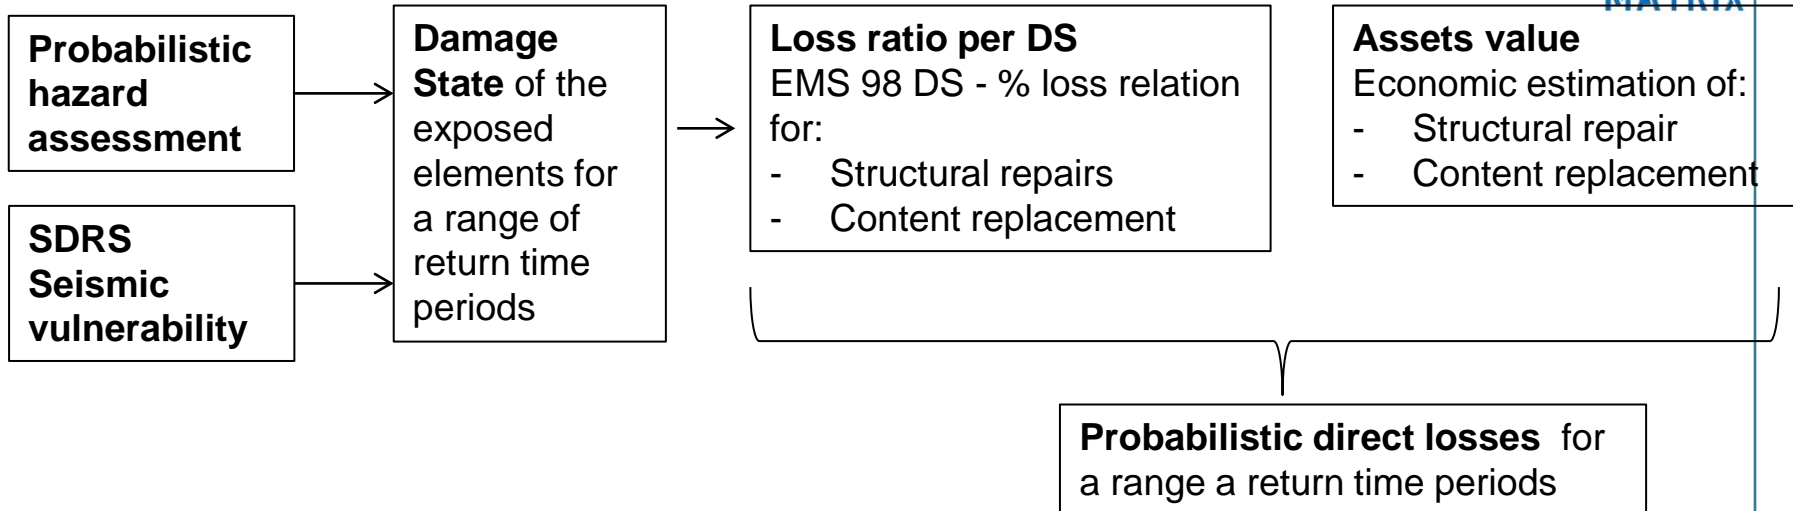 MATRIX
Probabilistic
hazard
assessment
SDRS
Seismic
vulnerability
Damage
State of the
exposed
elements for
a range of
return time
periods
Loss ratio per DS
EMS 98 DS - % loss relation
for:
- Structural repairs
- Content replacement
Assets value
Economic estimation of:
- Structural repair
- Content replacement
Probabilistic direct losses for
a range a return time periods